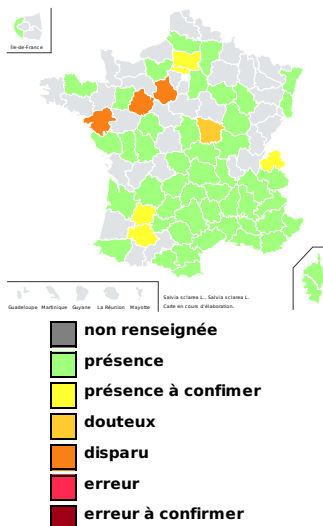 Île-de-France
Guadeloupe Martinique Guyane La Réunion Mayotte
Salvia sclarea L., Salvia sclarea L.
Carte en cours d'élaboration.
non renseignée
présence
présence à confimer
douteux
disparu
erreur
erreur à confirmer